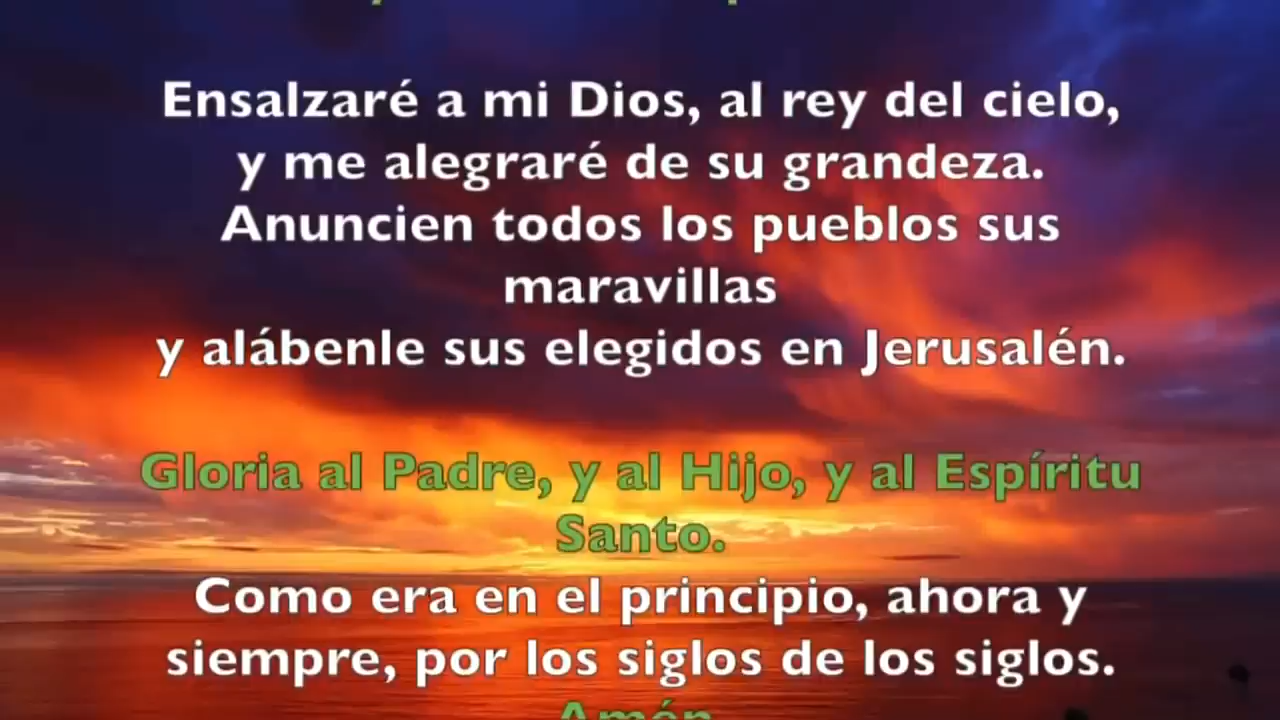 Ensalzaré a mi Dios, al rey del cielo,
y me alegraré de su grandeza.
Anuncien todos los pueblos sus
maravillas
y alábenle sus elegidos en Jerusalén.
Gloria al Padre, y al Hijo, y al Espíritu
Santo.
Como era en el principio, ahora y
siempre, por los siglos de los siglos.
Amén.